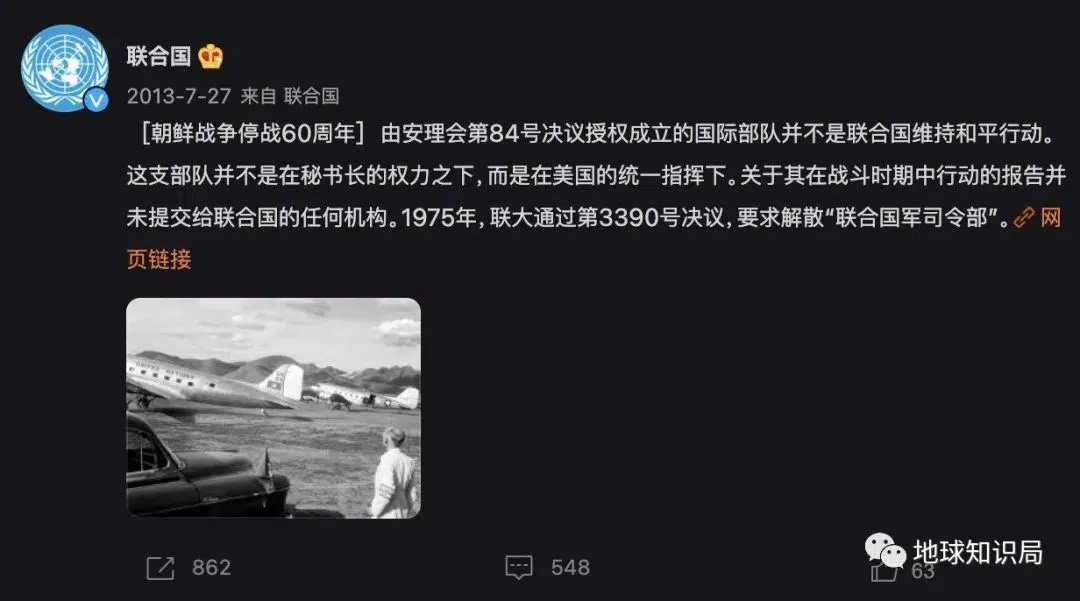 联合国
2013-7-27 来自 联合国
[朝鲜战争停战60周年] 由安理会第84号决议授权成立的国际部队并不是联合国维持和平行动。
这支部队并不是在秘书长的权力之下,而是在美国的统一指挥下。关于其在战斗时期中行动的报告并
未提交给联合国的任何机构。1975年,联大通过第3390号决议,要求解散“联合国军司令部”。网
页链接
UNITED NATIONS
862
548
63
地球知识局